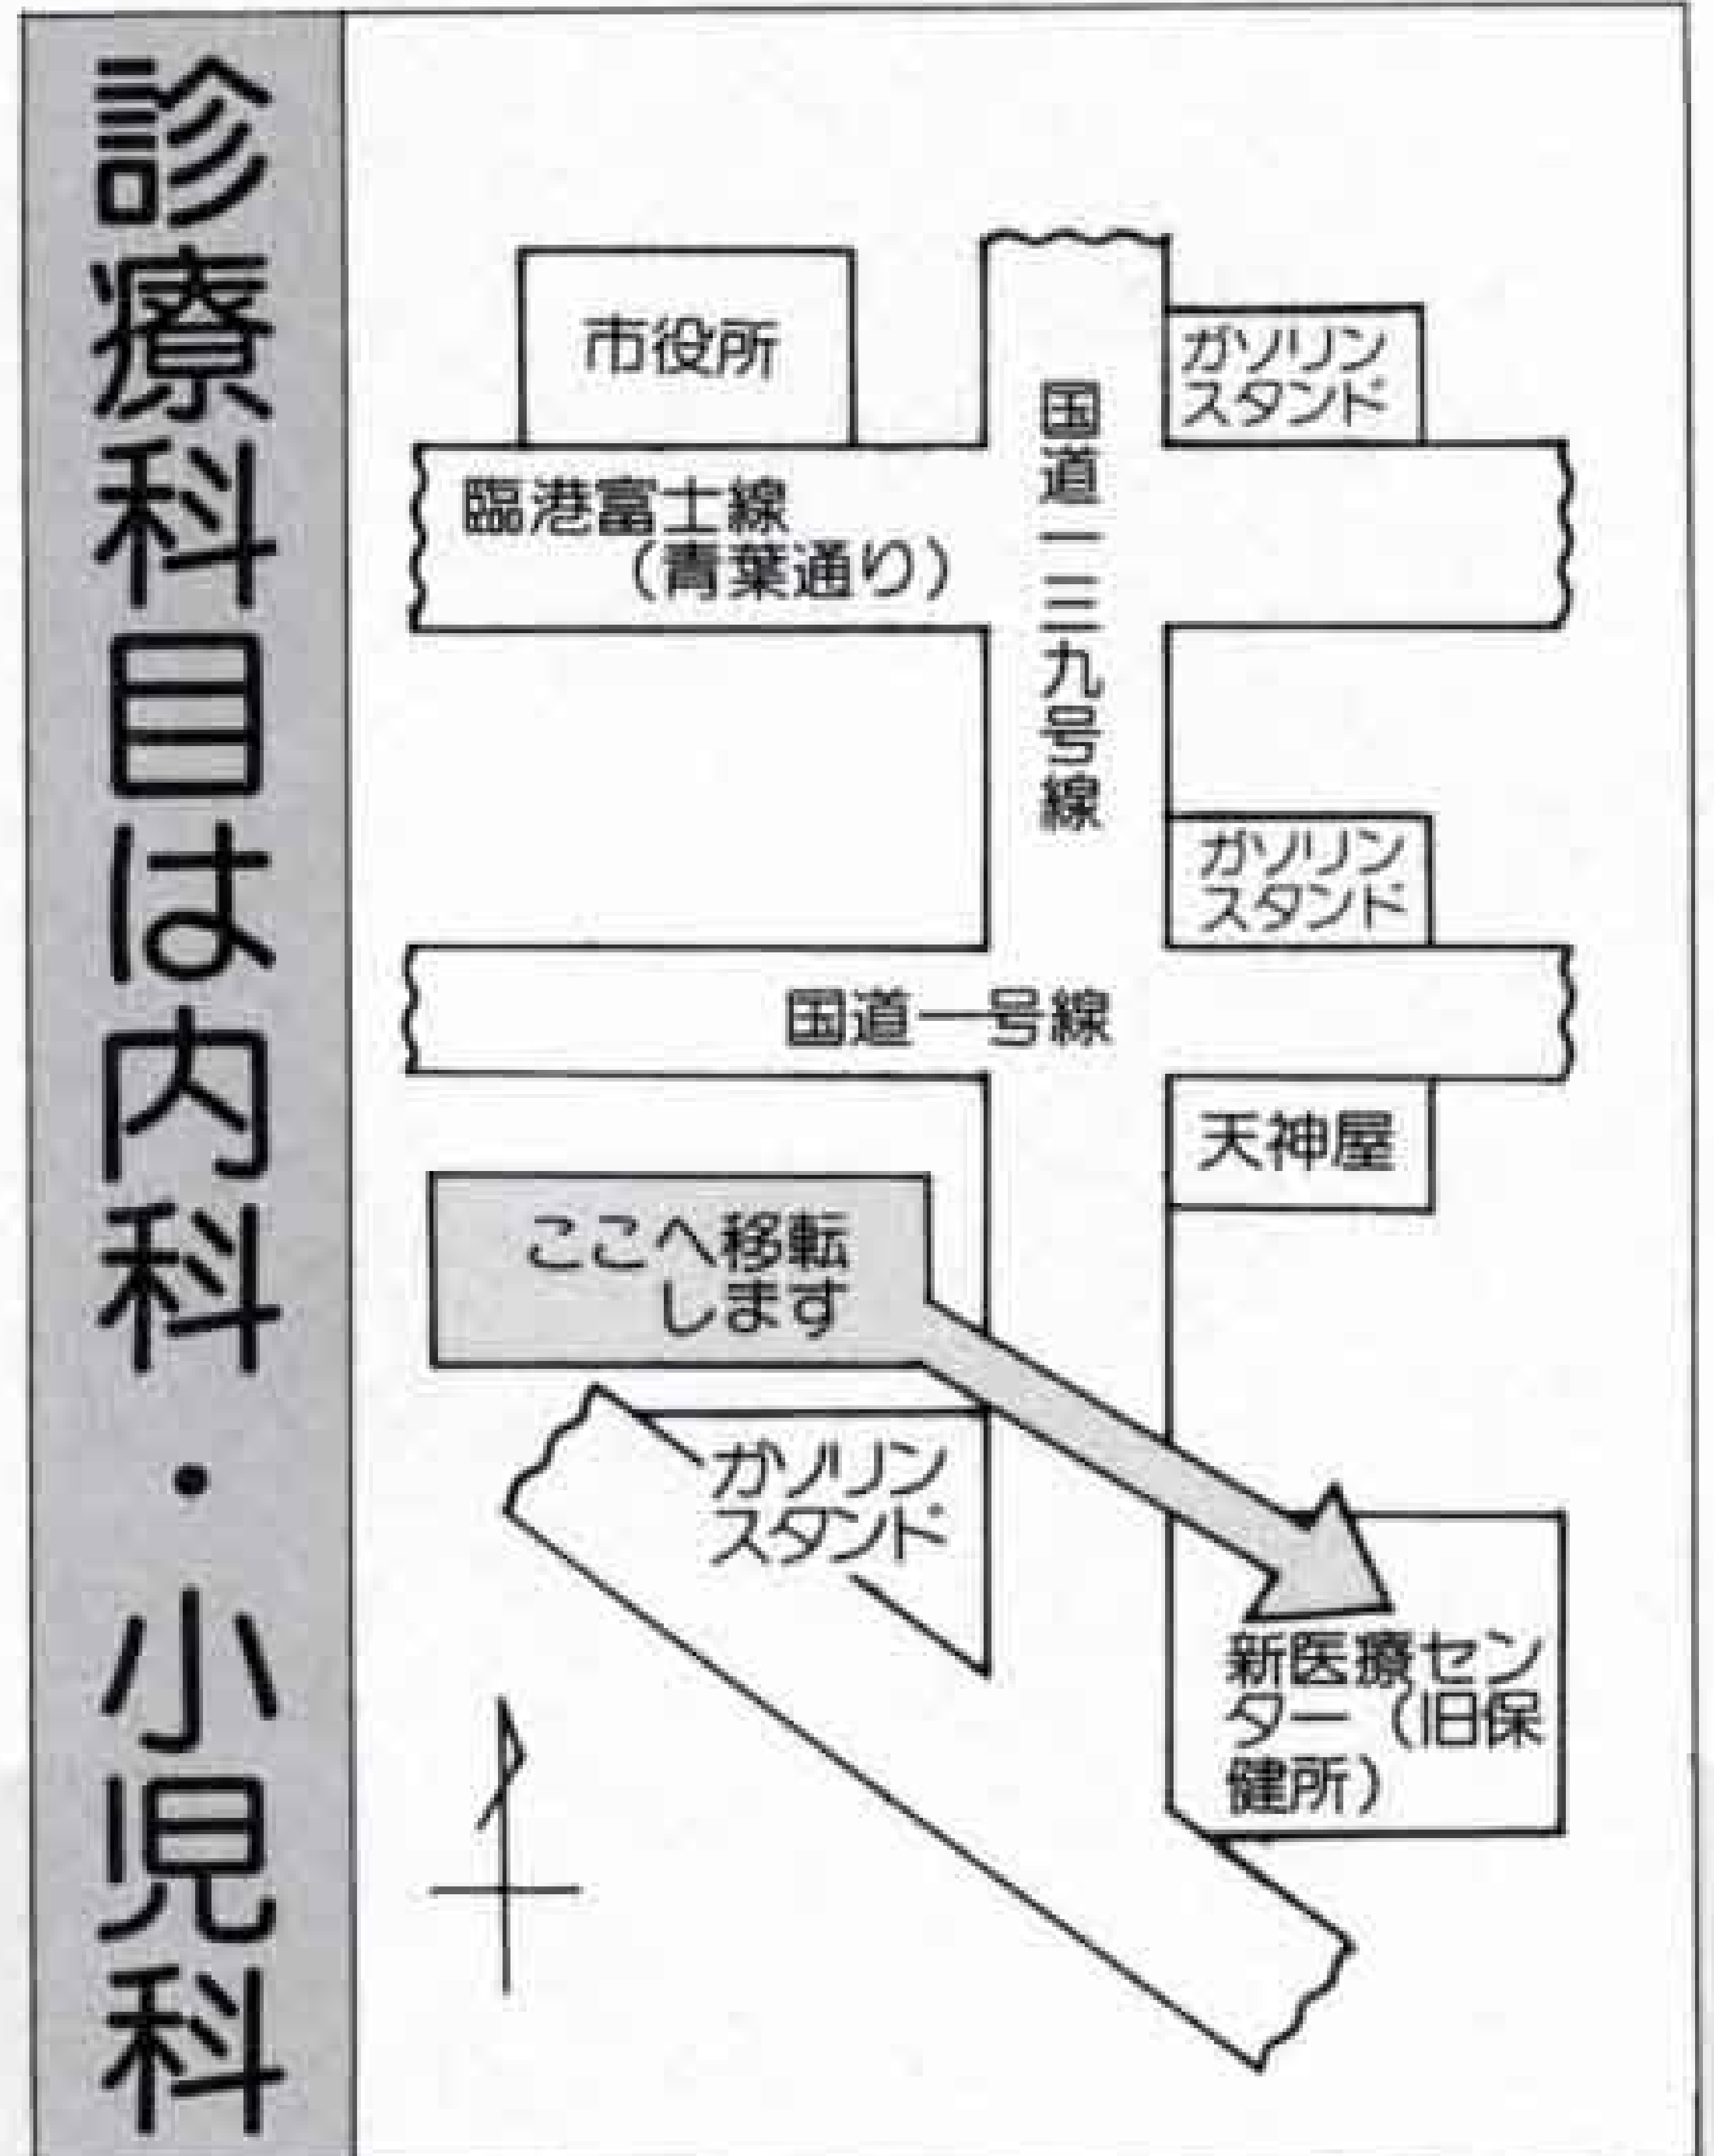 診療科目は内科・小児科
市役所
ガソリン
スタンド
国道一三九号線
臨港富士線
(青葉通り)
ガソリン
スタンド
国道一号線
天神屋
ここへ移転
します
ガソリン
スタンド
新医療セン
ター(旧保
健所)